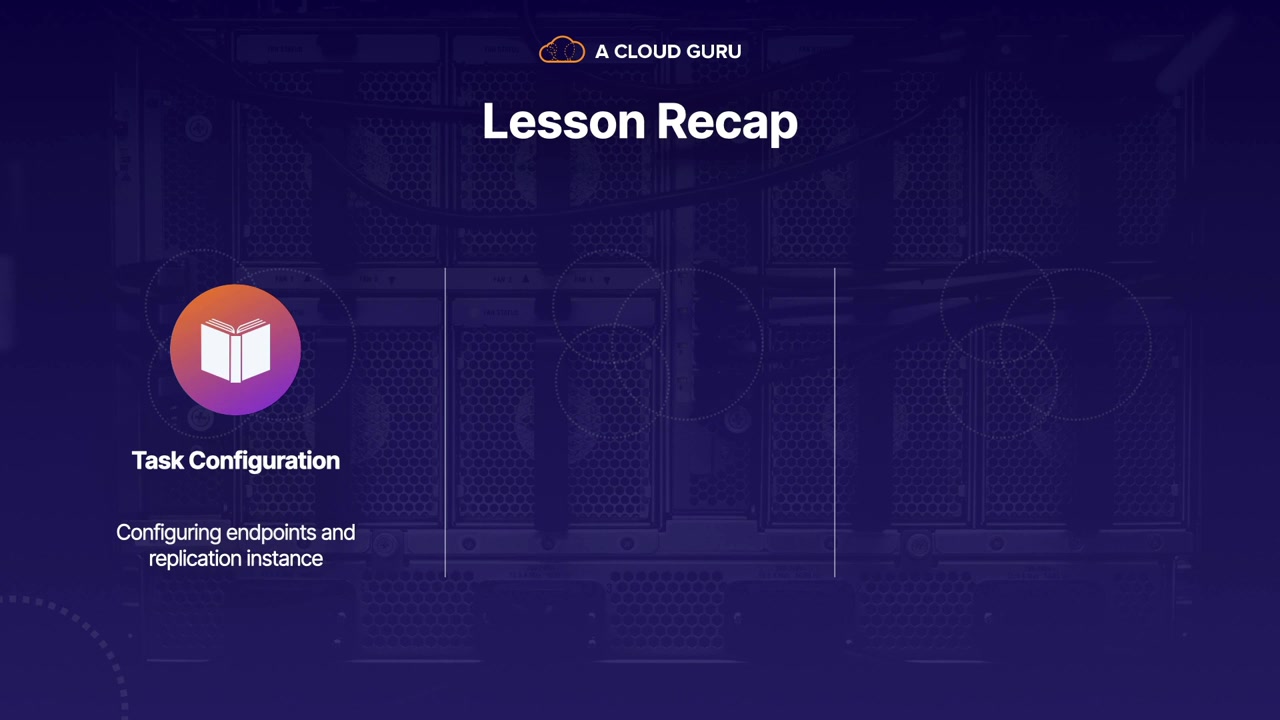 A CLOUD GURU
Lesson Recap
Task Configuration
Configuring endpoints and
replication instance